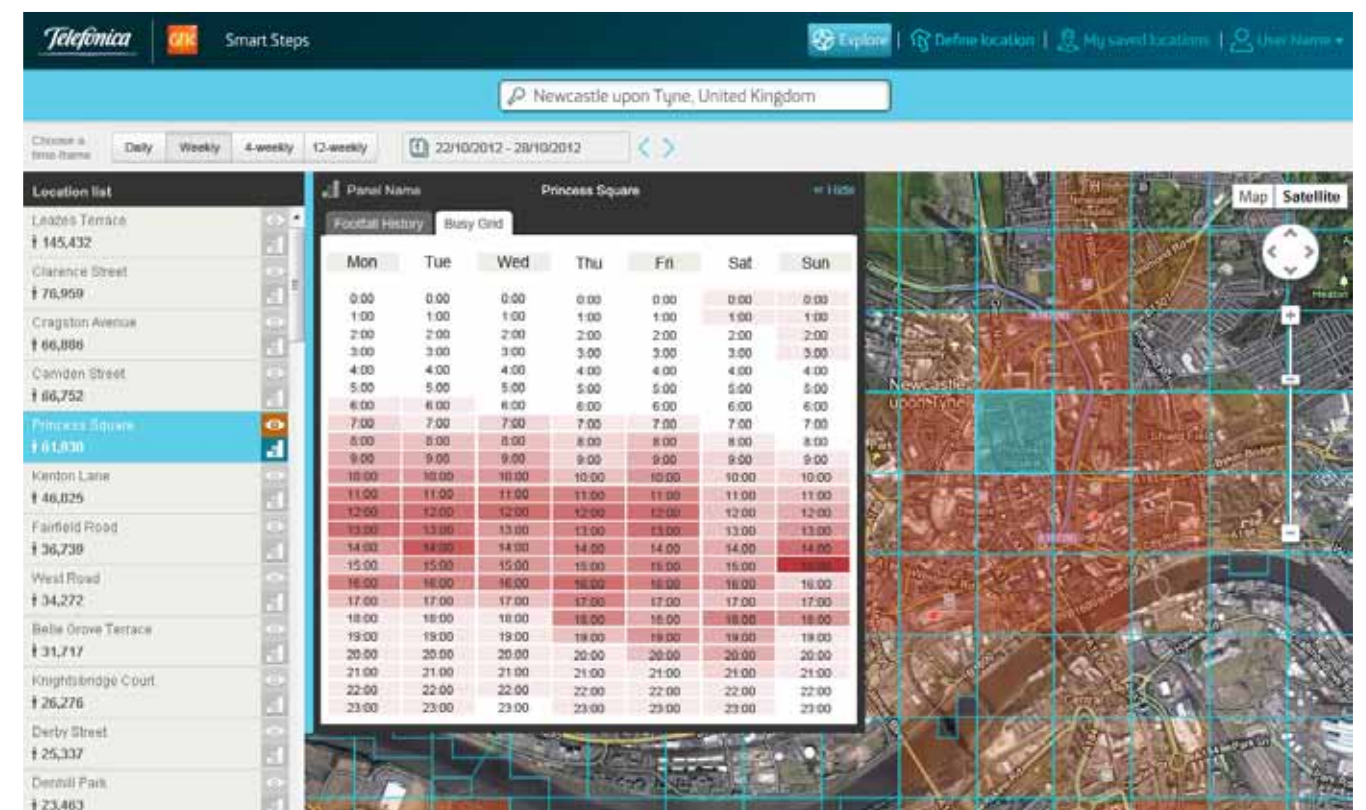 Telefónica
GfK
Smart Steps
Explore
Define location
My saved locations
User Name
Newcastle upon Tyne, United Kingdom
Choose a
time-frame
Daily
Weekly
4-weekly
12-weekly
22/10/2012 - 28/10/2012
Location list
Leazes Terrace
145,432
Clarence Street
76,959
Cragston Avenue
66,886
Camden Street
66,752
Princess Square
61,930
Kenton Lane
46,825
Fairfield Road
36,739
West Road
34,272
Belle Grove Terrace
31,717
Knightsbridge Court
26,276
Derby Street
25,337
Denhill Park
23,463
Panel Name
Princess Square
Hide
Footfall History
Busy Grid
Mon Tue Wed Thu Fri Sat Sun
0:00 0:00 0:00 0:00 0:00 0:00 0:00
1:00 1:00 1:00 1:00 1:00 1:00 1:00
2:00 2:00 2:00 2:00 2:00 2:00 2:00
3:00 3:00 3:00 3:00 3:00 3:00 3:00
4:00 4:00 4:00 4:00 4:00 4:00 4:00
5:00 5:00 5:00 5:00 5:00 5:00 5:00
6:00 6:00 6:00 6:00 6:00 6:00 6:00
7:00 7:00 7:00 7:00 7:00 7:00 7:00
8:00 8:00 8:00 8:00 8:00 8:00 8:00
9:00 9:00 9:00 9:00 9:00 9:00 9:00
10:00 10:00 10:00 10:00 10:00 10:00 10:00
11:00 11:00 11:00 11:00 11:00 11:00 11:00
12:00 12:00 12:00 12:00 12:00 12:00 12:00
13:00 13:00 13:00 13:00 13:00 13:00 13:00
14:00 14:00 14:00 14:00 14:00 14:00 14:00
15:00 15:00 15:00 15:00 15:00 15:00 15:00
16:00 16:00 16:00 16:00 16:00 16:00 16:00
17:00 17:00 17:00 17:00 17:00 17:00 17:00
18:00 18:00 18:00 18:00 18:00 18:00 18:00
19:00 19:00 19:00 19:00 19:00 19:00 19:00
20:00 20:00 20:00 20:00 20:00 20:00 20:00
21:00 21:00 21:00 21:00 21:00 21:00 21:00
22:00 22:00 22:00 22:00 22:00 22:00 22:00
23:00 23:00 23:00 23:00 23:00 23:00 23:00
Map
Satellite
Heaton
Newcastle
upon Tyne